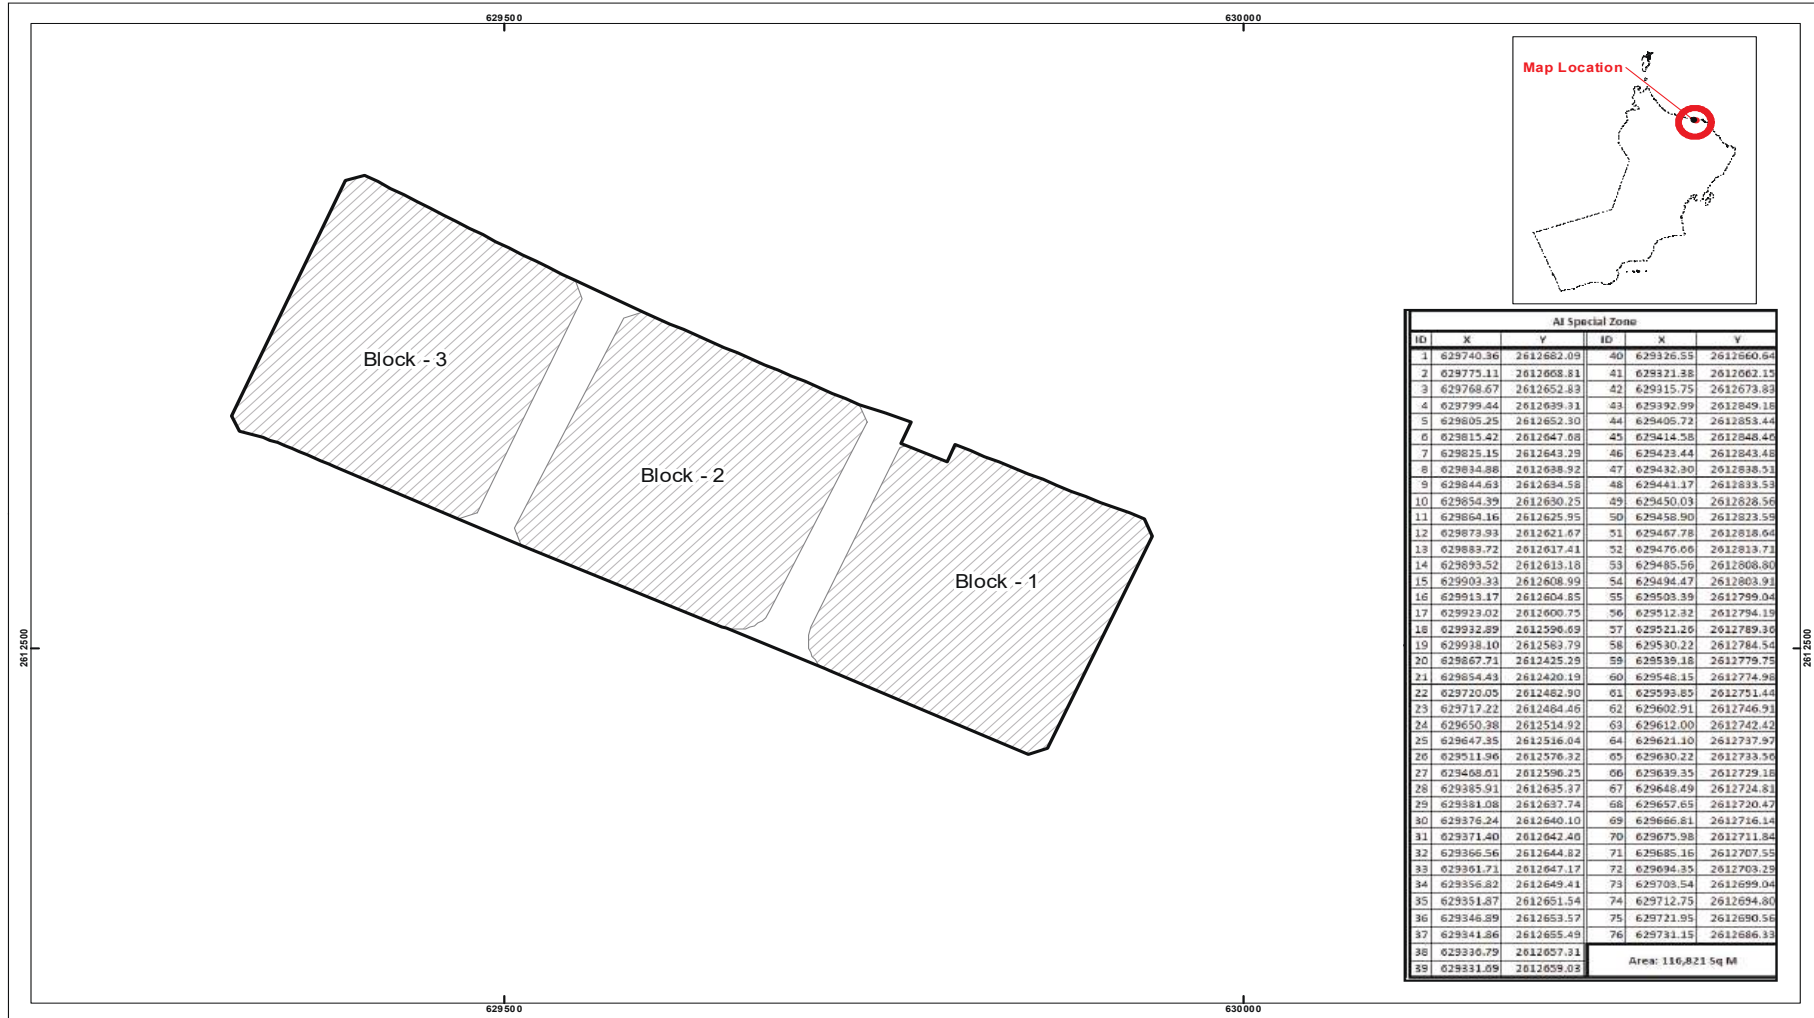 629500 630000
Map Location
AI Special Zone
ID X Y ID X Y
1 629740.36 2612682.09 40 629326.55 2612660.64
2 629775.11 2612668.81 41 629321.38 2612662.15
3 629768.67 2612652.83 42 629315.75 2612673.83
4 629799.44 2612639.31 43 629392.99 2612849.18
5 629805.25 2612652.30 44 629405.72 2612853.44
6 629815.42 2612647.68 45 629414.58 2612848.46
7 629825.15 2612643.29 46 629423.44 2612843.48
8 629834.88 2612638.92 47 629432.30 2612838.51
9 629844.63 2612634.58 48 629441.17 2612833.53
10 629854.39 2612630.25 49 629450.03 2612828.56
11 629864.16 2612625.95 50 629458.90 2612823.59
12 629873.93 2612621.67 51 629467.78 2612818.64
13 629883.72 2612617.41 52 629476.66 2612813.71
14 629893.52 2612613.18 53 629485.56 2612808.80
15 629903.33 2612608.99 54 629494.47 2612803.91
16 629913.17 2612604.85 55 629503.39 2612799.04
17 629923.02 2612600.75 56 629512.32 2612794.19
18 629932.89 2612596.69 57 629521.26 2612789.36
19 629938.10 2612583.79 58 629530.22 2612784.54
20 629867.71 2612425.29 59 629539.18 2612779.75
21 629854.43 2612420.19 60 629548.15 2612774.98
22 629720.05 2612482.90 61 629593.85 2612751.44
23 629717.22 2612484.46 62 629602.91 2612746.91
24 629650.38 2612514.92 63 629612.00 2612742.42
25 629647.35 2612516.04 64 629621.10 2612737.97
26 629511.96 2612576.32 65 629630.22 2612733.56
27 629468.61 2612596.25 66 629639.35 2612729.18
28 629385.91 2612635.37 67 629648.49 2612724.81
29 629381.08 2612637.74 68 629657.65 2612720.47
30 629376.24 2612640.10 69 629666.81 2612716.14
31 629371.40 2612642.46 70 629675.98 2612711.84
32 629366.56 2612644.82 71 629685.16 2612707.55
33 629361.71 2612647.17 72 629694.35 2612703.29
34 629356.82 2612649.41 73 629703.54 2612699.04
35 629351.87 2612651.54 74 629712.75 2612694.80
36 629346.89 2612653.57 75 629721.95 2612690.56
37 629341.86 2612655.49 76 629731.15 2612686.33
38 629336.79 2612657.31
39 629331.69 2612659.03
Area: 116,821 Sq M
Block - 3
Block - 2
Block - 1
2612500 2612500
629500 630000